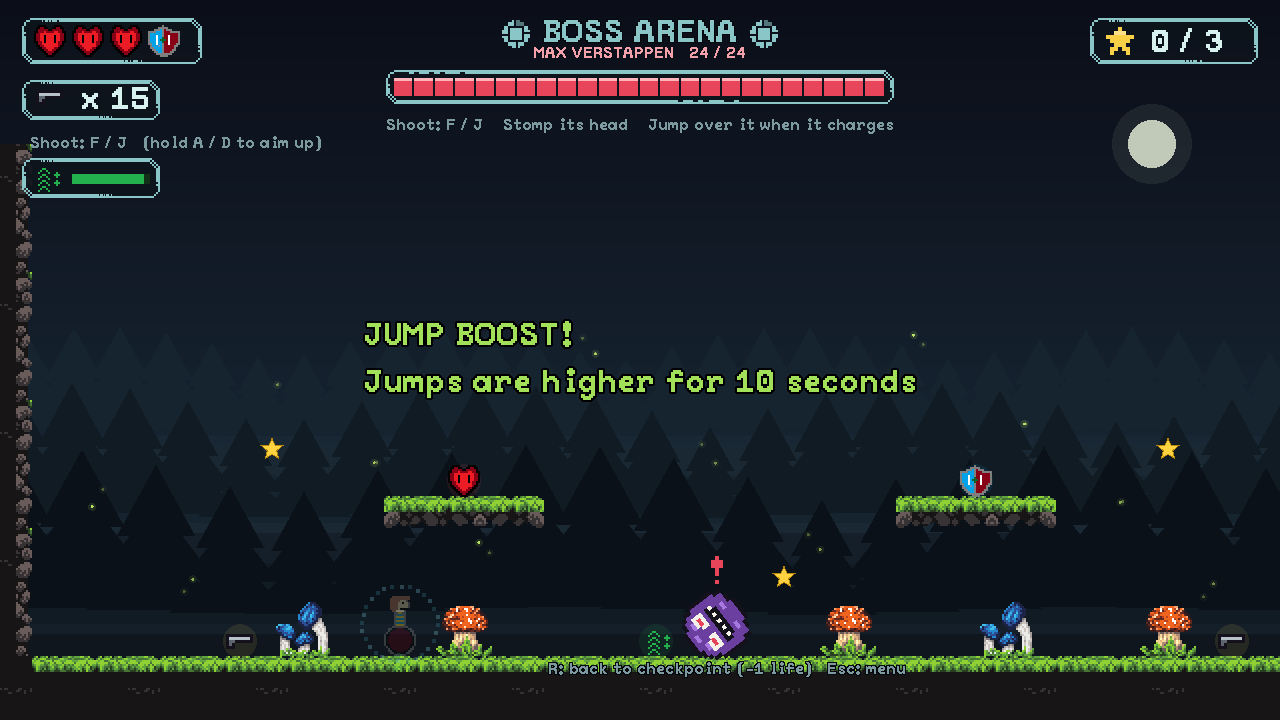 BOSS ARENA
MAX VERSTAPPEN 24 / 24
0 / 3
x 15
Shoot: F / J Stomp its head Jump over it when it charges
Shoot: F / J (hold A / D to aim up)
JUMP BOOST!
Jumps are higher for 10 seconds
!
R: back to checkpoint (-1 life) Esc: menu